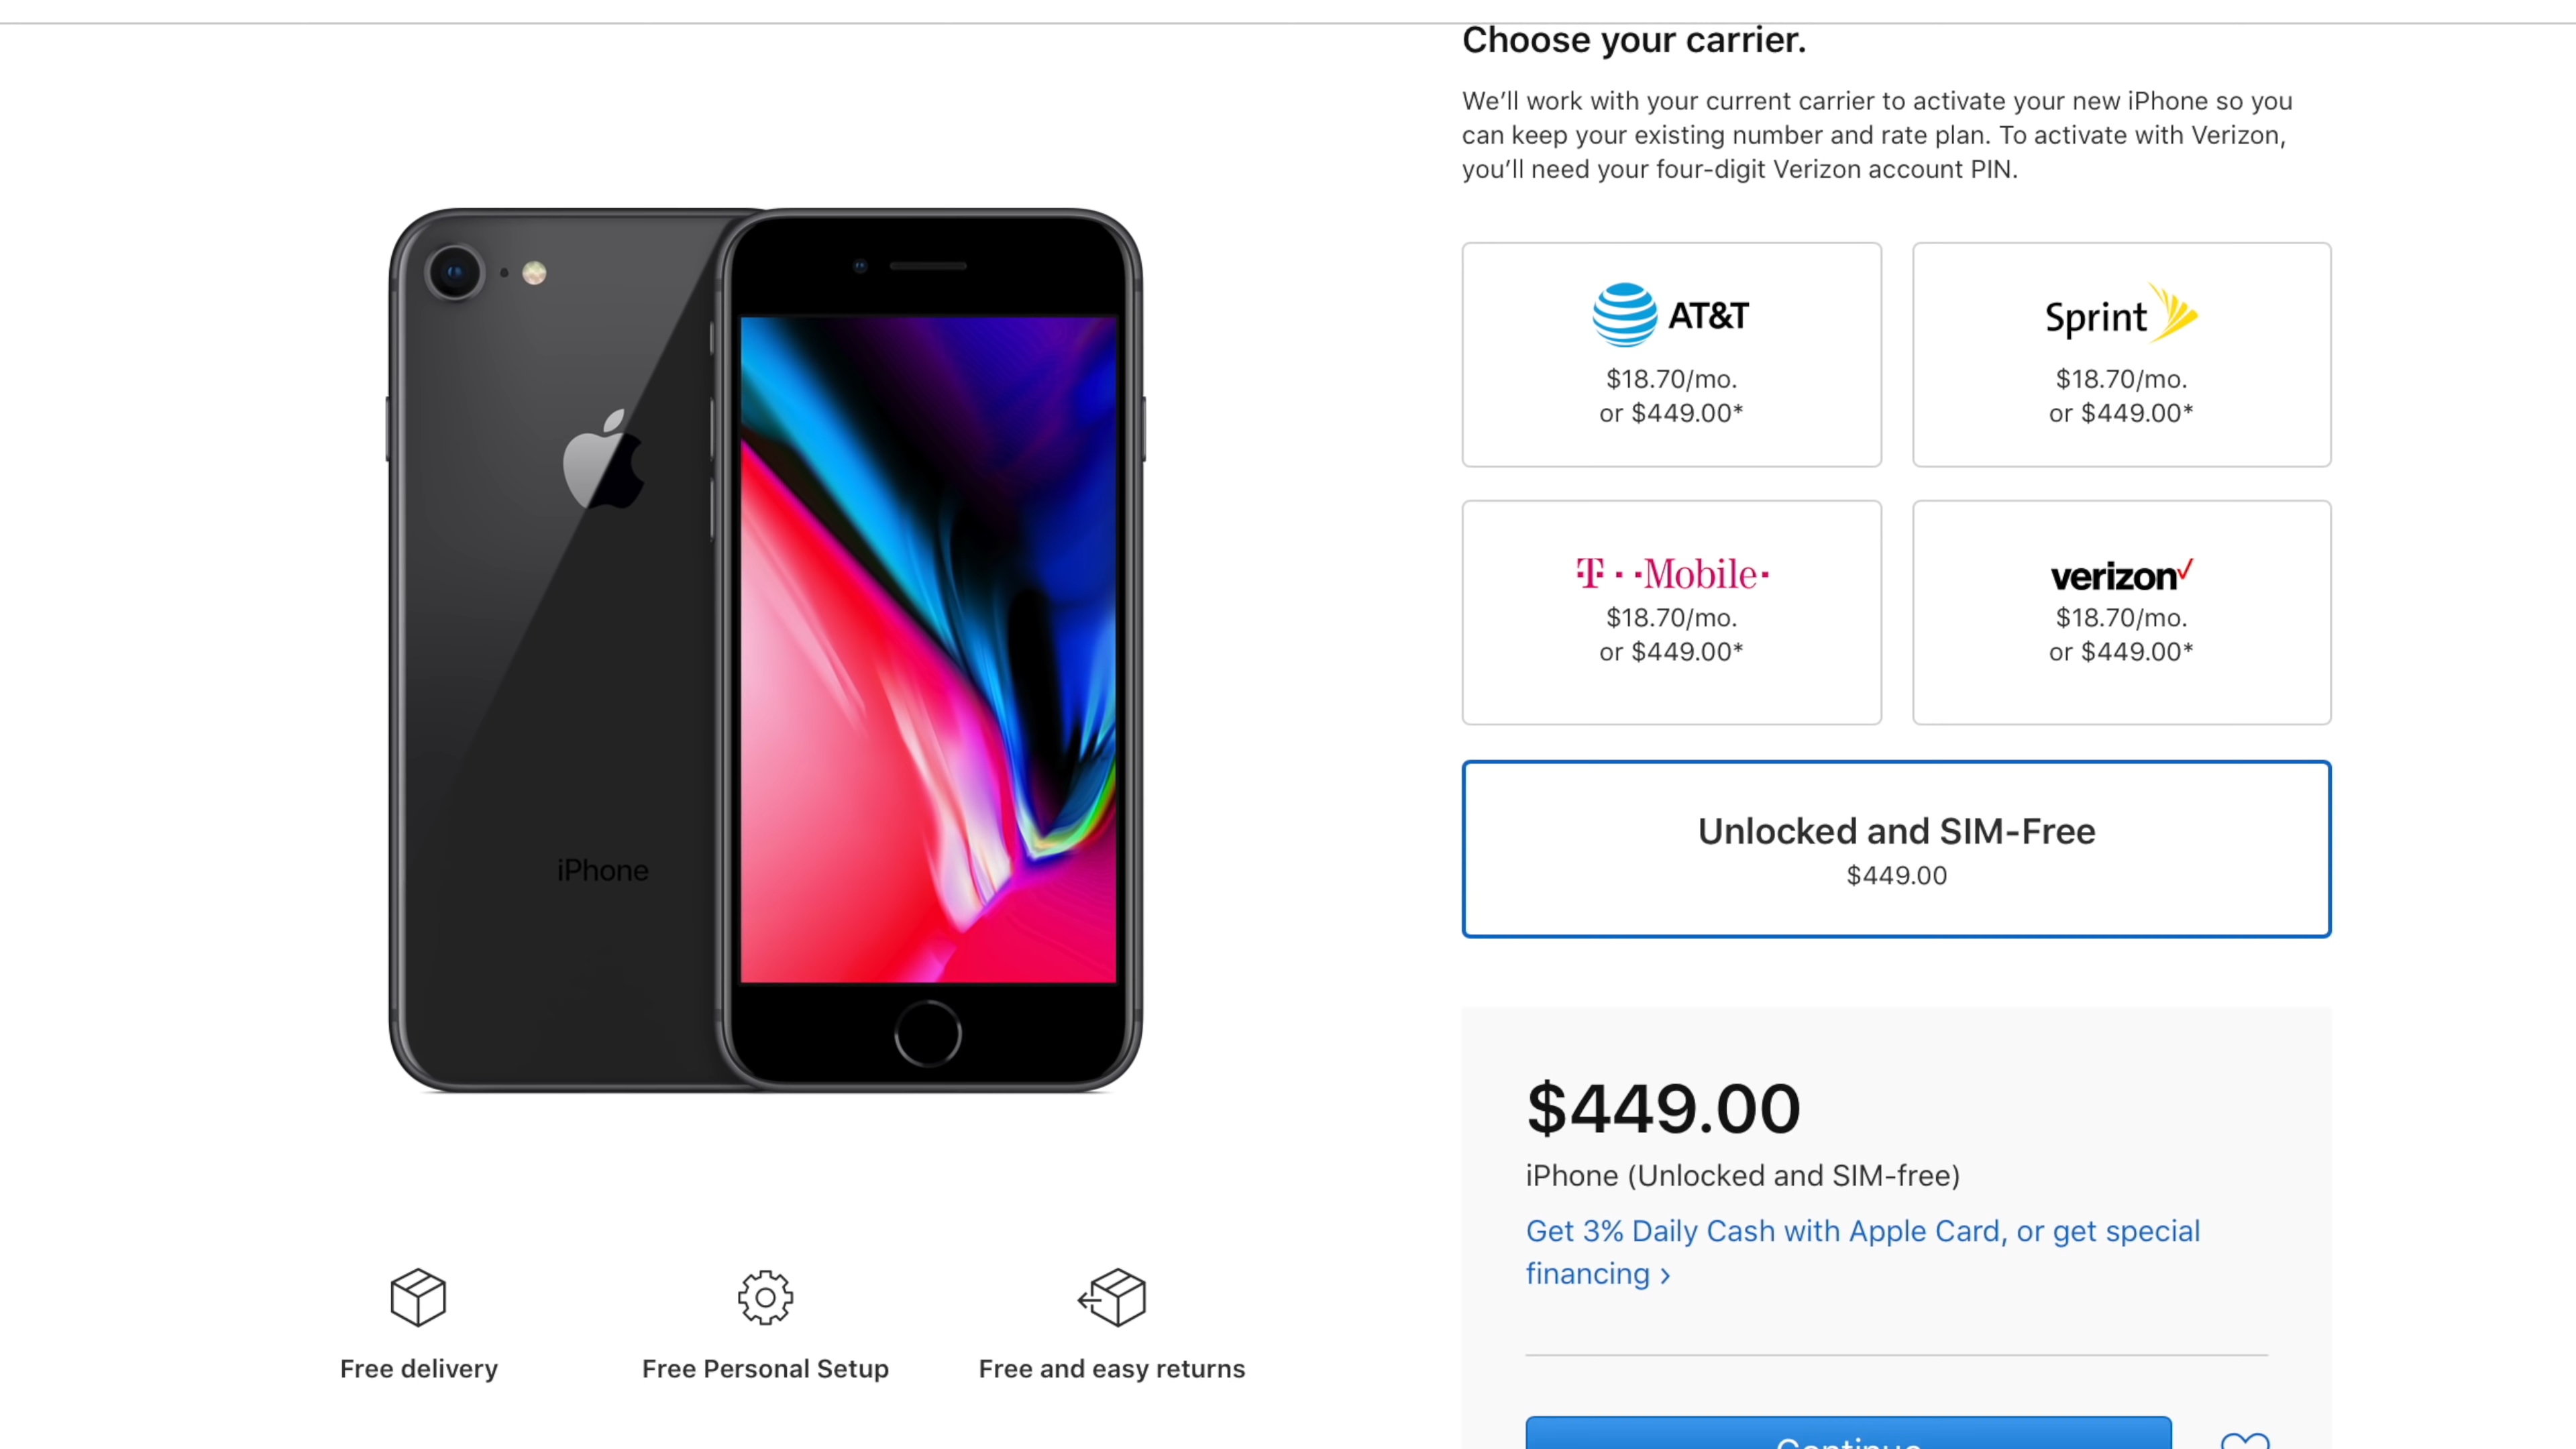 Choose your carrier.
We’ll work with your current carrier to activate your new iPhone so you
can keep your existing number and rate plan. To activate with Verizon,
you’ll need your four-digit Verizon account PIN.
AT&T
$18.70/mo.
or $449.00*
Sprint
$18.70/mo.
or $449.00*
T··Mobile·
$18.70/mo.
or $449.00*
verizon✓
$18.70/mo.
or $449.00*
Unlocked and SIM-Free
$449.00
iPhone
$449.00
iPhone (Unlocked and SIM-free)
Get 3% Daily Cash with Apple Card, or get special
financing ›
Free delivery
Free Personal Setup
Free and easy returns
Continue